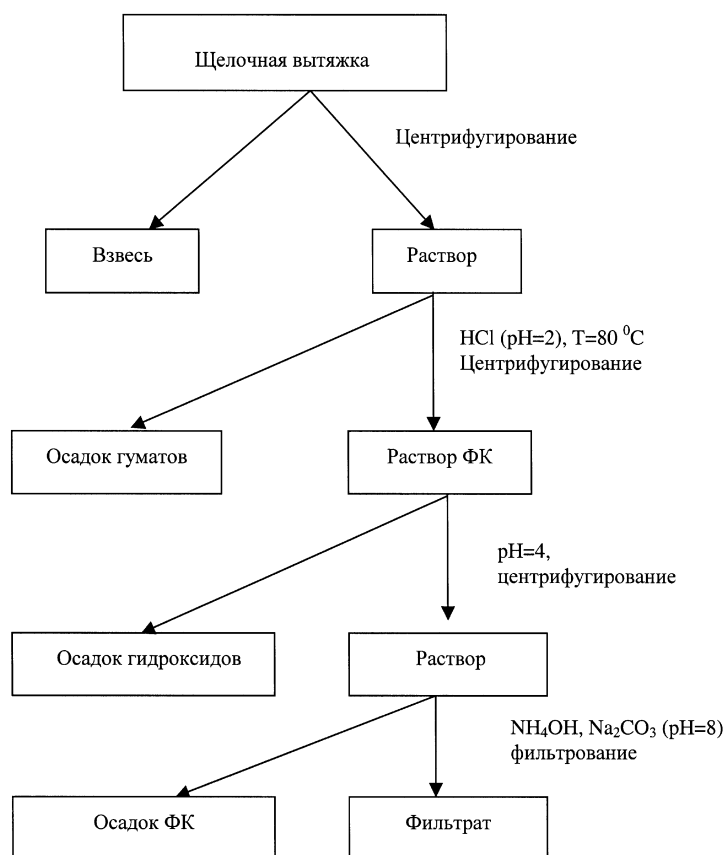 Щелочная вытяжка
Центрифугирование
Взвесь
Раствор
HCl (pH=2), T=80 ⁰C
Центрифугирование
Осадок гуматов
Раствор ФК
pH=4,
центрифугирование
Осадок гидроксидов
Раствор
NH₄OH, Na₂CO₃ (pH=8)
фильтрование
Осадок ФК
Фильтрат